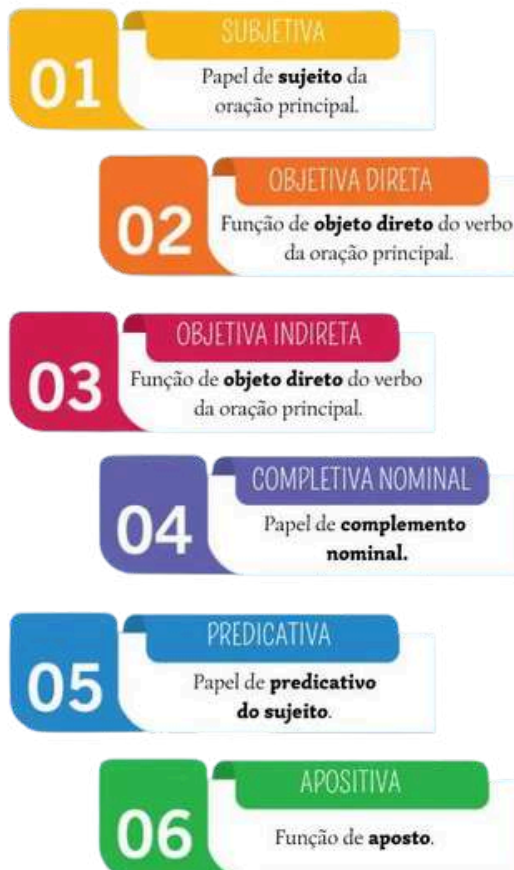 01
SUBJETIVA
Papel de sujeito da
oração principal.
02
OBJETIVA DIRETA
Função de objeto direto do verbo
da oração principal.
03
OBJETIVA INDIRETA
Função de objeto direto do verbo
da oração principal.
04
COMPLETIVA NOMINAL
Papel de complemento
nominal.
05
PREDICATIVA
Papel de predicativo
do sujeito.
06
APOSITIVA
Função de aposto.